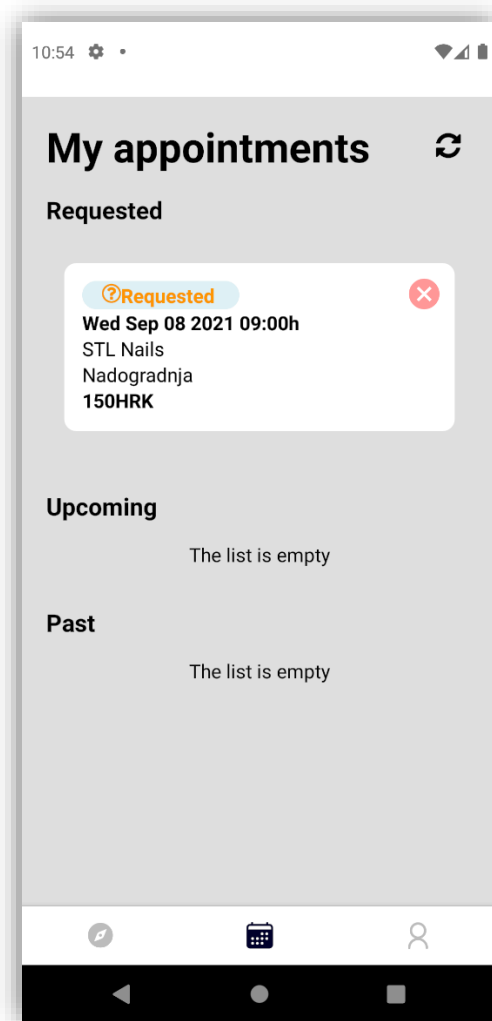 10:54
My appointments
Requested
Requested
Wed Sep 08 2021 09:00h
STL Nails
Nadogradnja
150HRK
Upcoming
The list is empty
Past
The list is empty